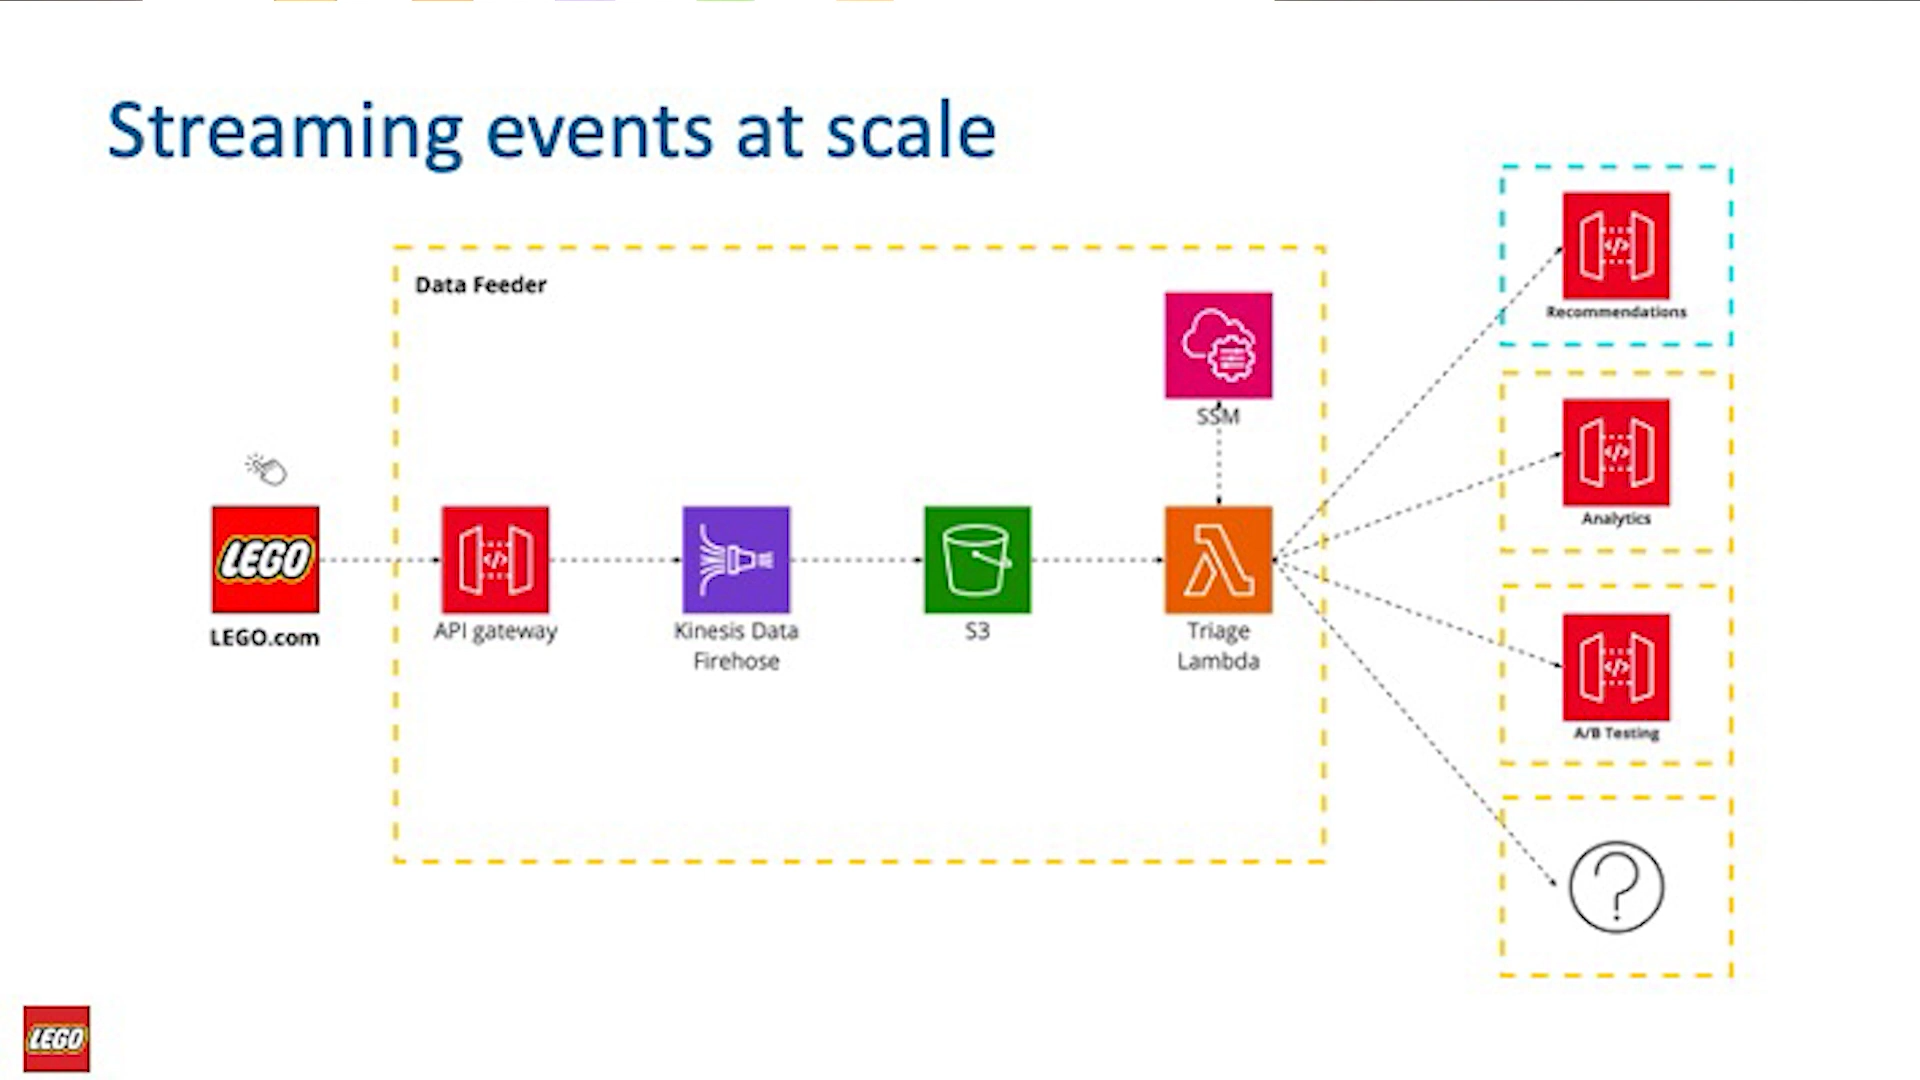 Streaming events at scale
Data Feeder
SSM
Recommendations
Analytics
LEGO
LEGO.com
</>
API gateway
Kinesis Data
Firehose
S3
Triage
Lambda
</>
</>
</>
A/B Testing
?
LEGO